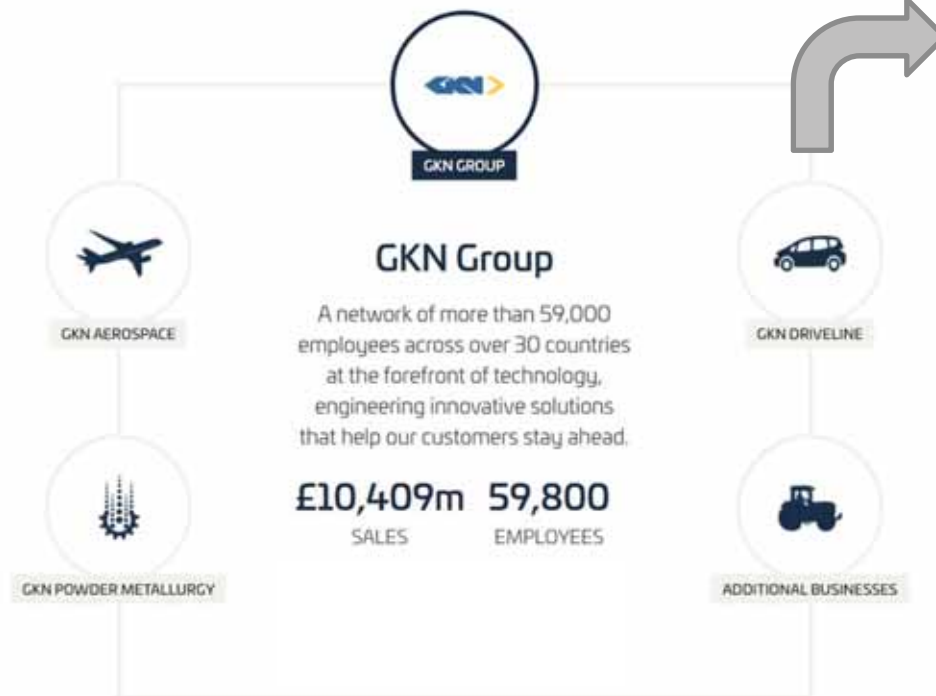 GKN
GKN GROUP
GKN AEROSPACE
GKN DRIVELINE
GKN Group
A network of more than 59,000
employees across over 30 countries
at the forefront of technology,
engineering innovative solutions
that help our customers stay ahead.
£10,409m 59,800
SALES EMPLOYEES
GKN POWDER METALLURGY
ADDITIONAL BUSINESSES